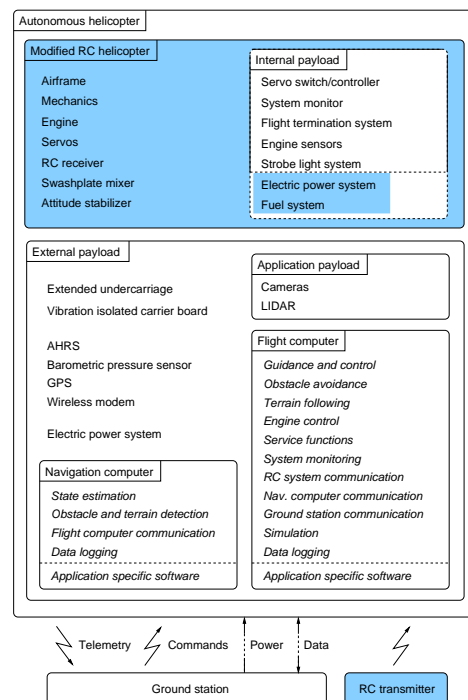 Autonomous helicopter
Modified RC helicopter
Airframe
Mechanics
Engine
Servos
RC receiver
Swashplate mixer
Attitude stabilizer
Internal payload
Servo switch/controller
System monitor
Flight termination system
Engine sensors
Strobe light system
Electric power system
Fuel system
External payload
Extended undercarriage
Vibration isolated carrier board
AHRS
Barometric pressure sensor
GPS
Wireless modem
Electric power system
Navigation computer
State estimation
Obstacle and terrain detection
Flight computer communication
Data logging
Application specific software
Application payload
Cameras
LIDAR
Flight computer
Guidance and control
Obstacle avoidance
Terrain following
Engine control
Service functions
System monitoring
RC system communication
Nav. computer communication
Ground station communication
Simulation
Data logging
Application specific software
Telemetry
Commands
Power
Data
Ground station
RC transmitter